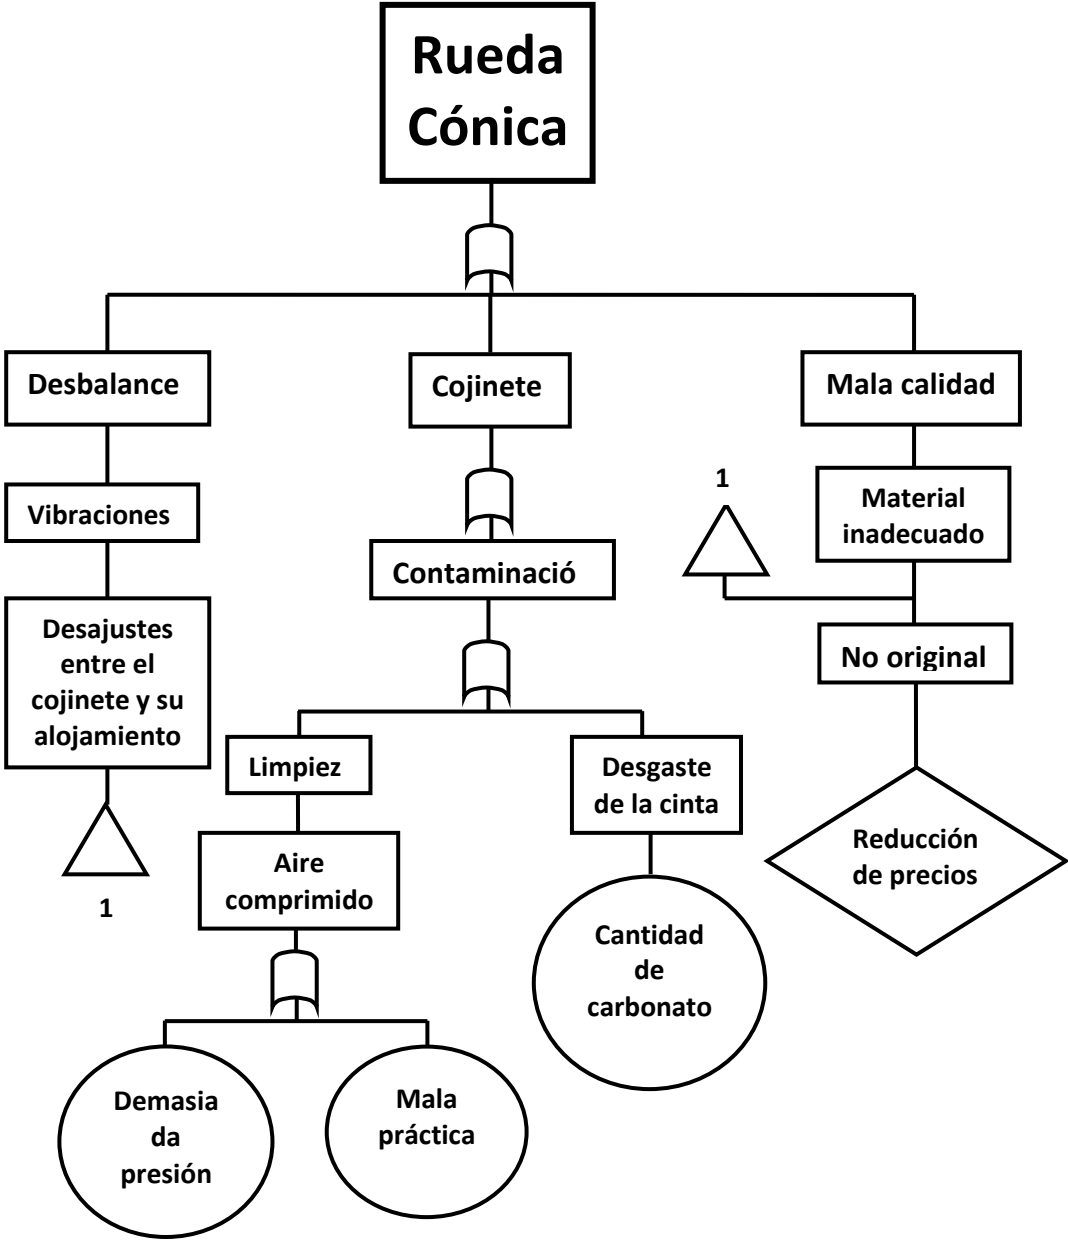 Rueda
Cónica
Desbalance
Cojinete
Mala calidad
Vibraciones
1
Material
inadecuado
Contaminació
Desajustes
entre el
cojinete y su
alojamiento
No original
Limpiez
Desgaste
de la cinta
Reducción
de precios
Aire
comprimido
1
Cantidad
de
carbonato
Demasia
da
presión
Mala
práctica